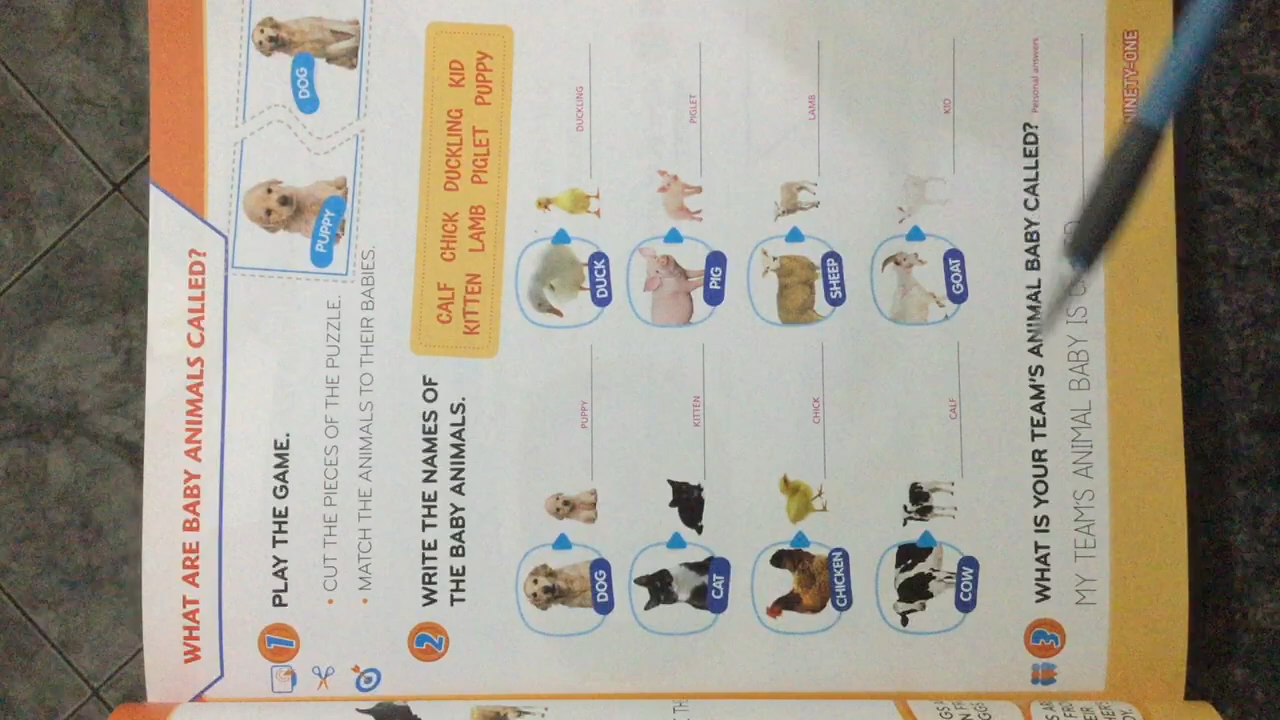 WHAT ARE BABY ANIMALS CALLED?
1 PLAY THE GAME.
• CUT THE PIECES OF THE PUZZLE.
• MATCH THE ANIMALS TO THEIR BABIES.
PUPPY
DOG
2 WRITE THE NAMES OF
THE BABY ANIMALS.
CALF CHICK DUCKLING KID
KITTEN LAMB PIGLET PUPPY
DOG PUPPY
DUCK DUCKLING
CAT KITTEN
PIG PIGLET
CHICKEN CHICK
SHEEP LAMB
COW CALF
GOAT KID
3 WHAT IS YOUR TEAM'S ANIMAL BABY CALLED? Personal answers
MY TEAM'S ANIMAL BABY IS
NINETY-ONE